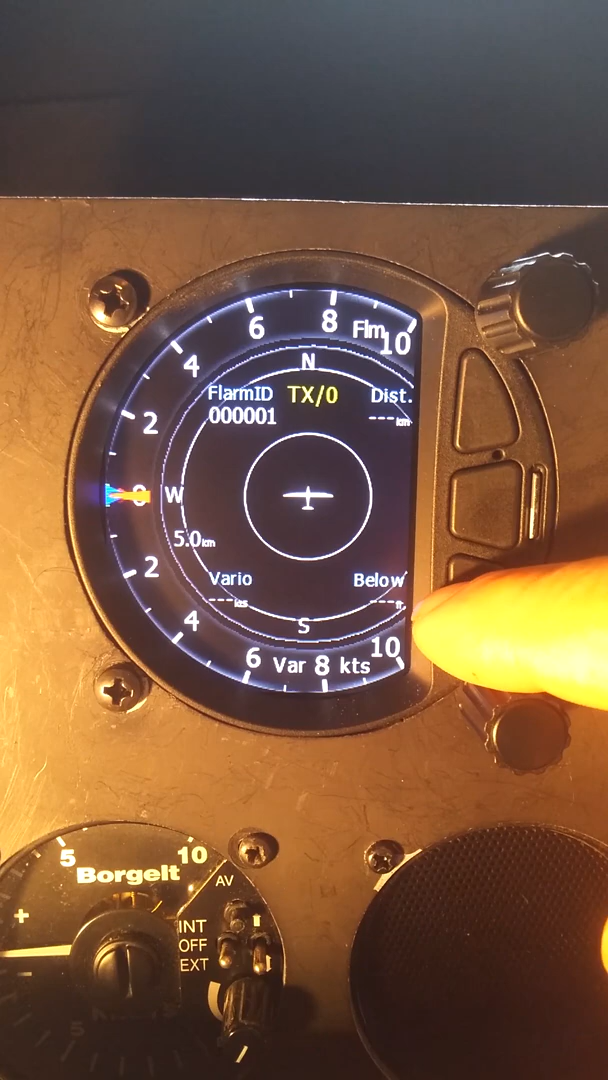 6 8 Flm 10
4
N
FlarmID TX/0 Dist.
000001 ---km
2
0 W
5.0km
2
Vario Below
---kts ---ft
4
S
10
6 Var 8 kts
5 10
Borgelt
AV
+
INT
OFF
EXT
-
5